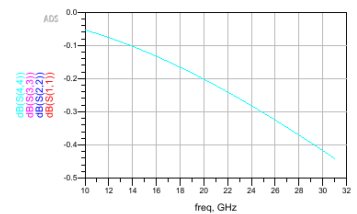 ADS
0.0
-0.1
-0.2
-0.3
-0.4
-0.5
dB(S(4,4))
dB(S(3,3))
dB(S(2,2))
dB(S(1,1))
10 12 14 16 18 20 22 24 26 28 30 32
freq, GHz